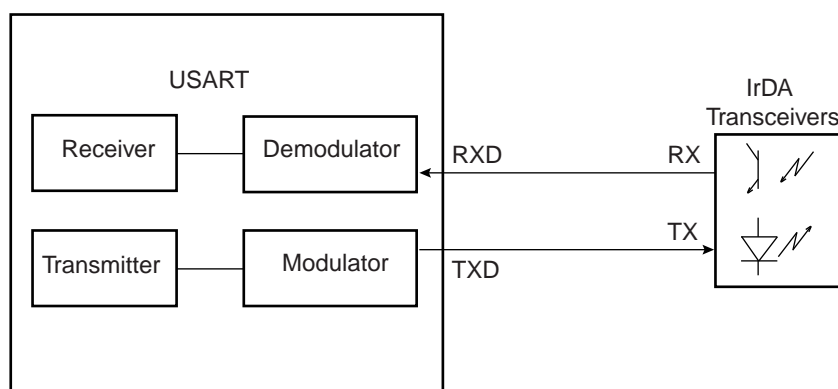 USART
IrDA
Transceivers
Receiver
Demodulator
RXD
RX
Transmitter
Modulator
TXD
TX